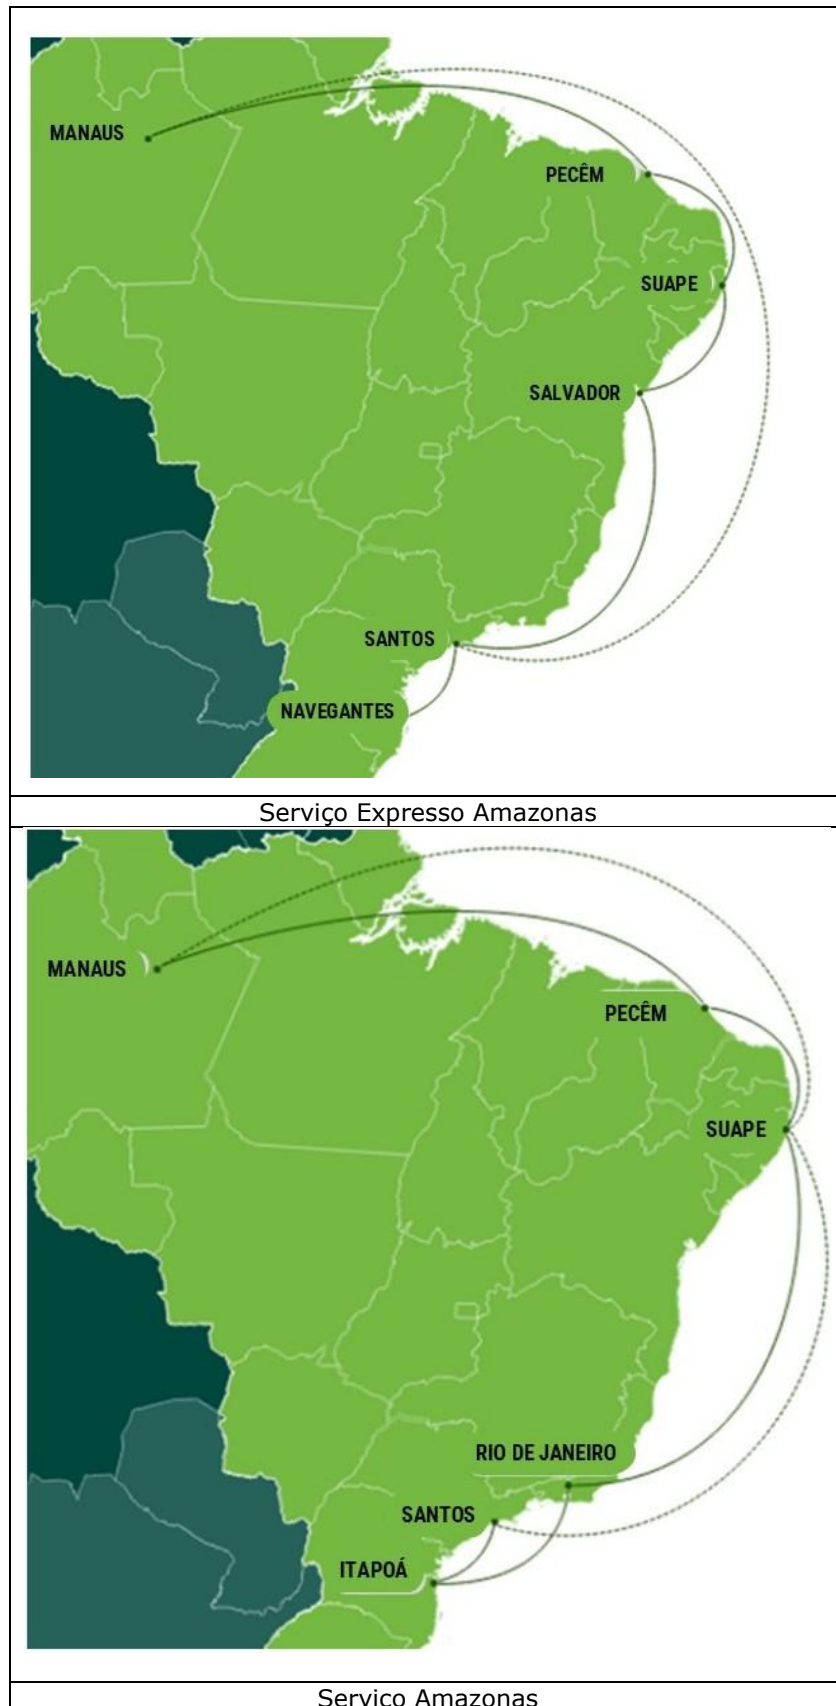 MANAUS
PECÊM
SUAPE
SALVADOR
SANTOS
NAVEGANTES
Serviço Expresso Amazonas
MANAUS
PECÊM
SUAPE
RIO DE JANEIRO
SANTOS
ITAPOÁ
Serviço Amazonas